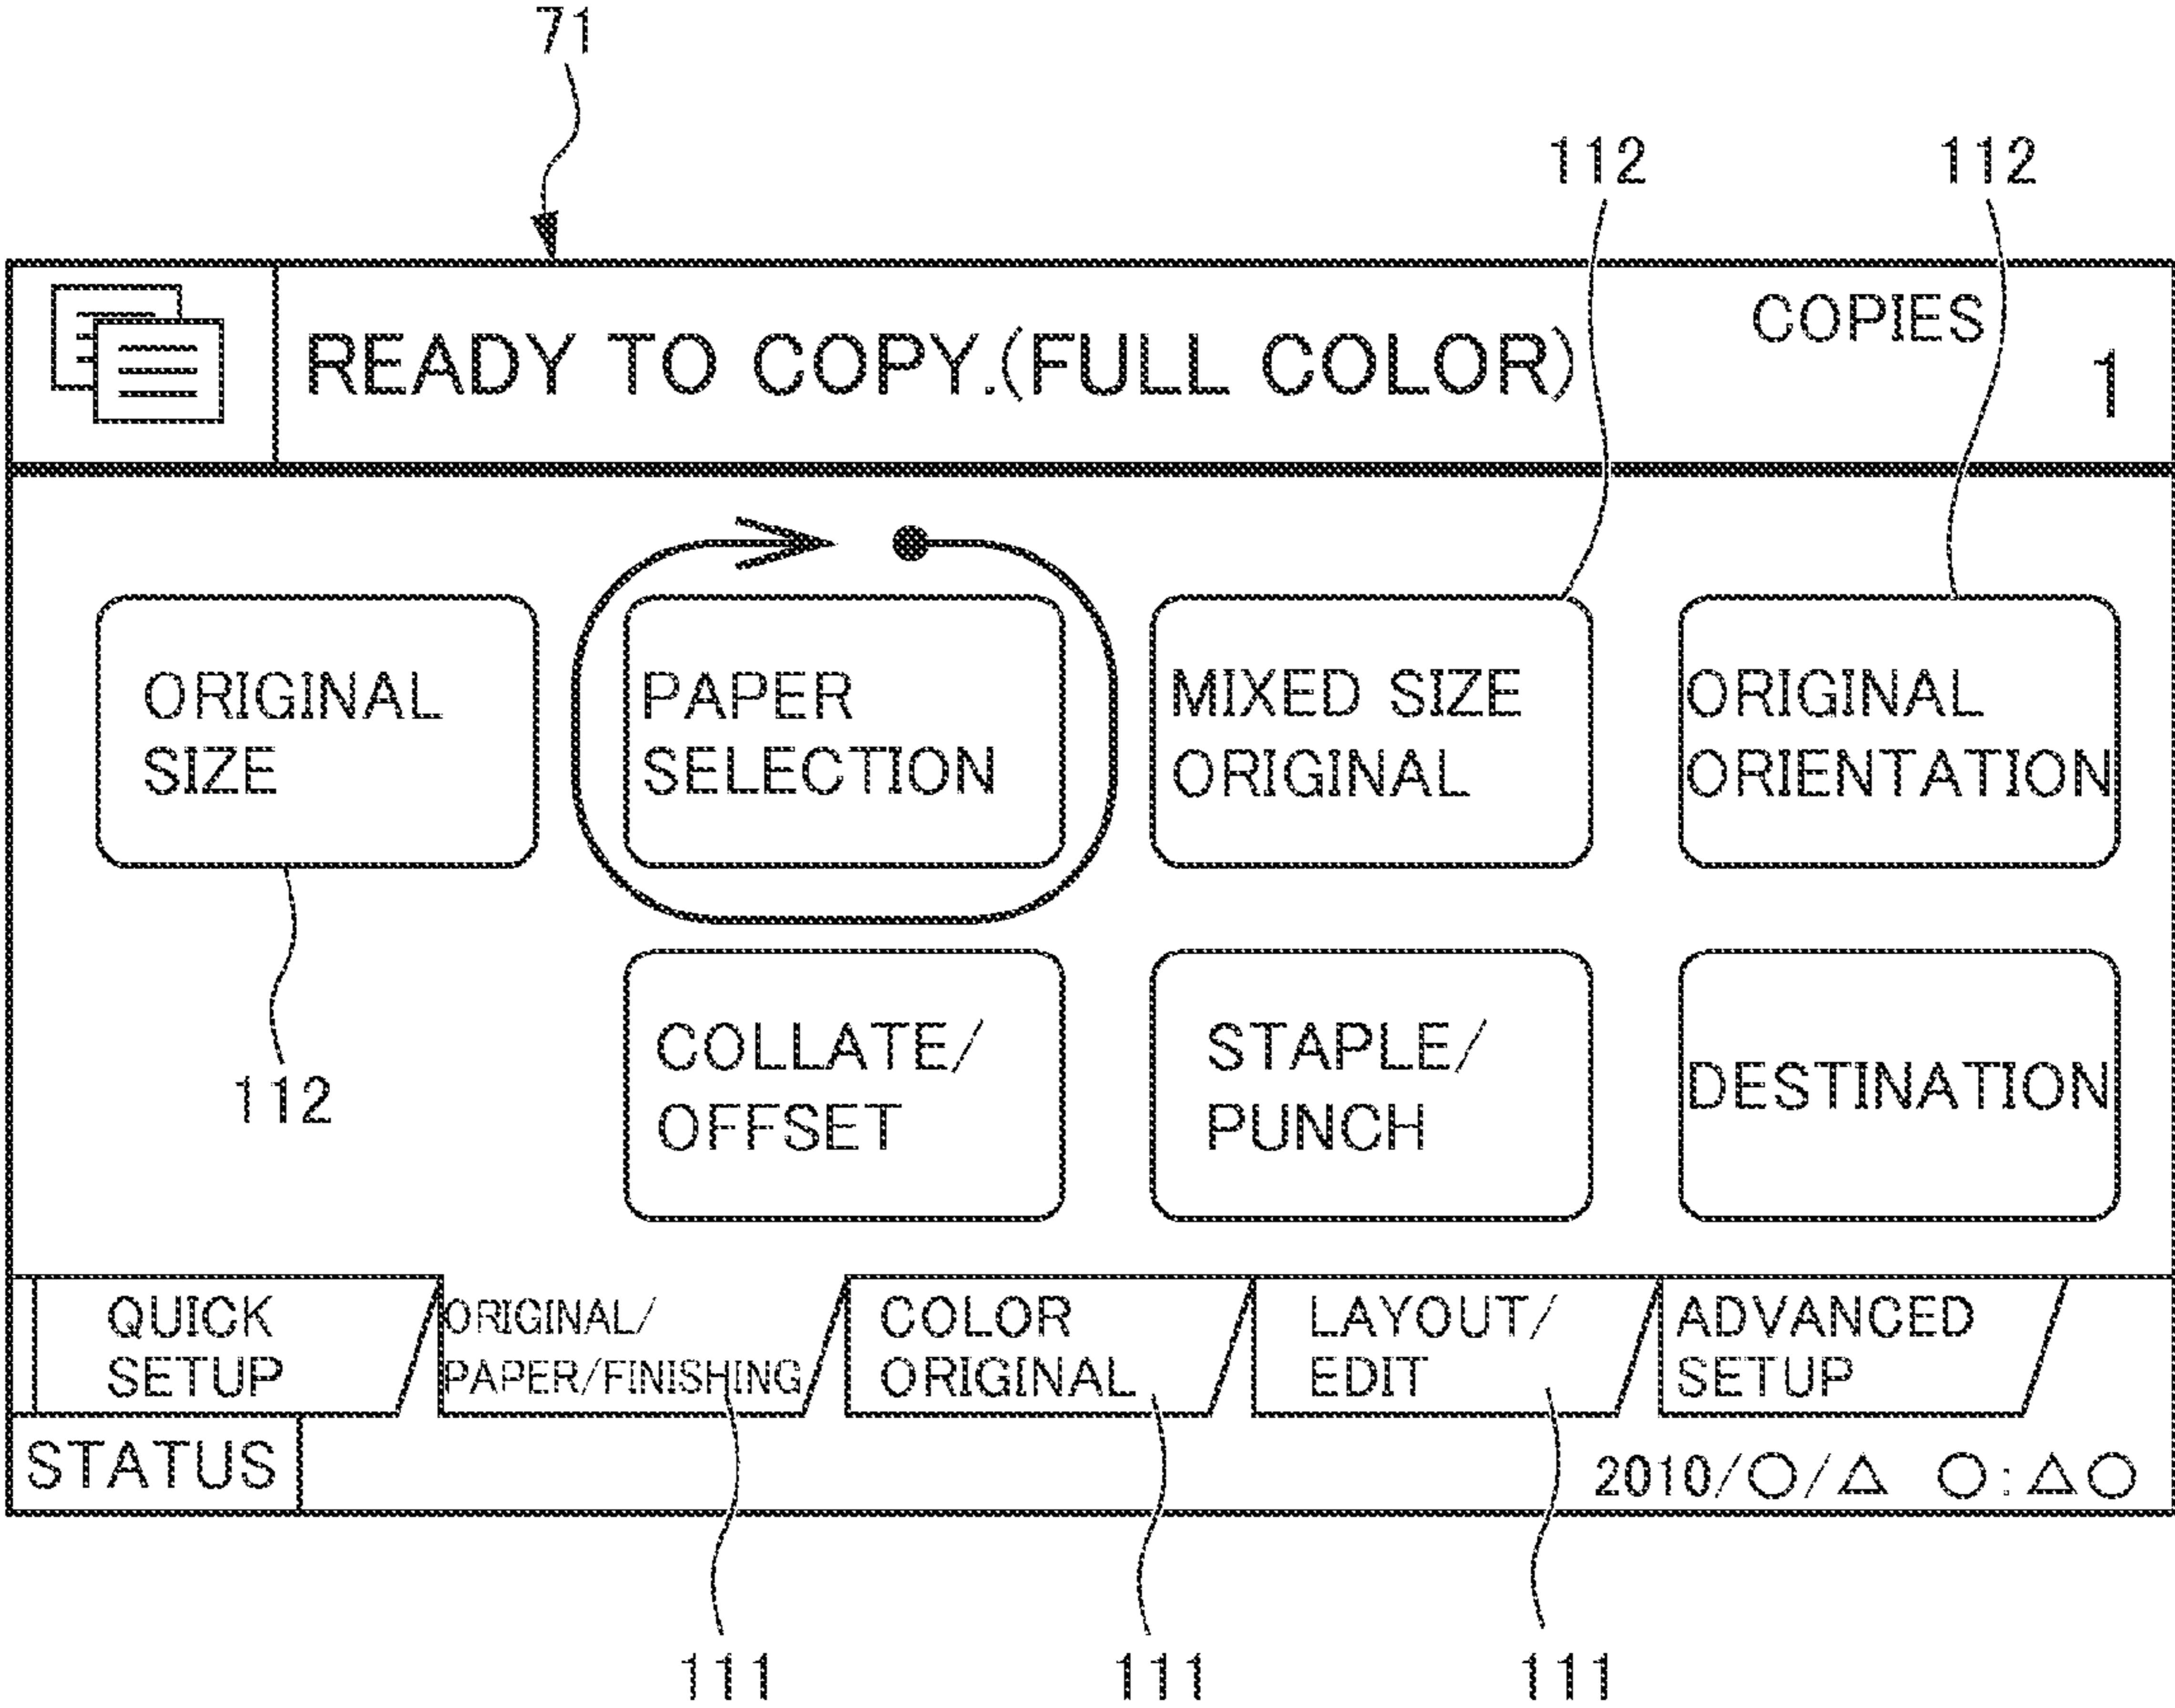 71
112 112
COPIES
READY TO COPY.(FULL COLOR) 1
ORIGINAL
SIZE
PAPER
SELECTION
MIXED SIZE
ORIGINAL
ORIGINAL
ORIENTATION
112
COLLATE/
OFFSET
STAPLE/
PUNCH
DESTINATION
QUICK
SETUP
ORIGINAL/
PAPER/FINISHING
COLOR
ORIGINAL
LAYOUT/
EDIT
ADVANCED
SETUP
STATUS
2010/○/△ ○:△○
111 111 111